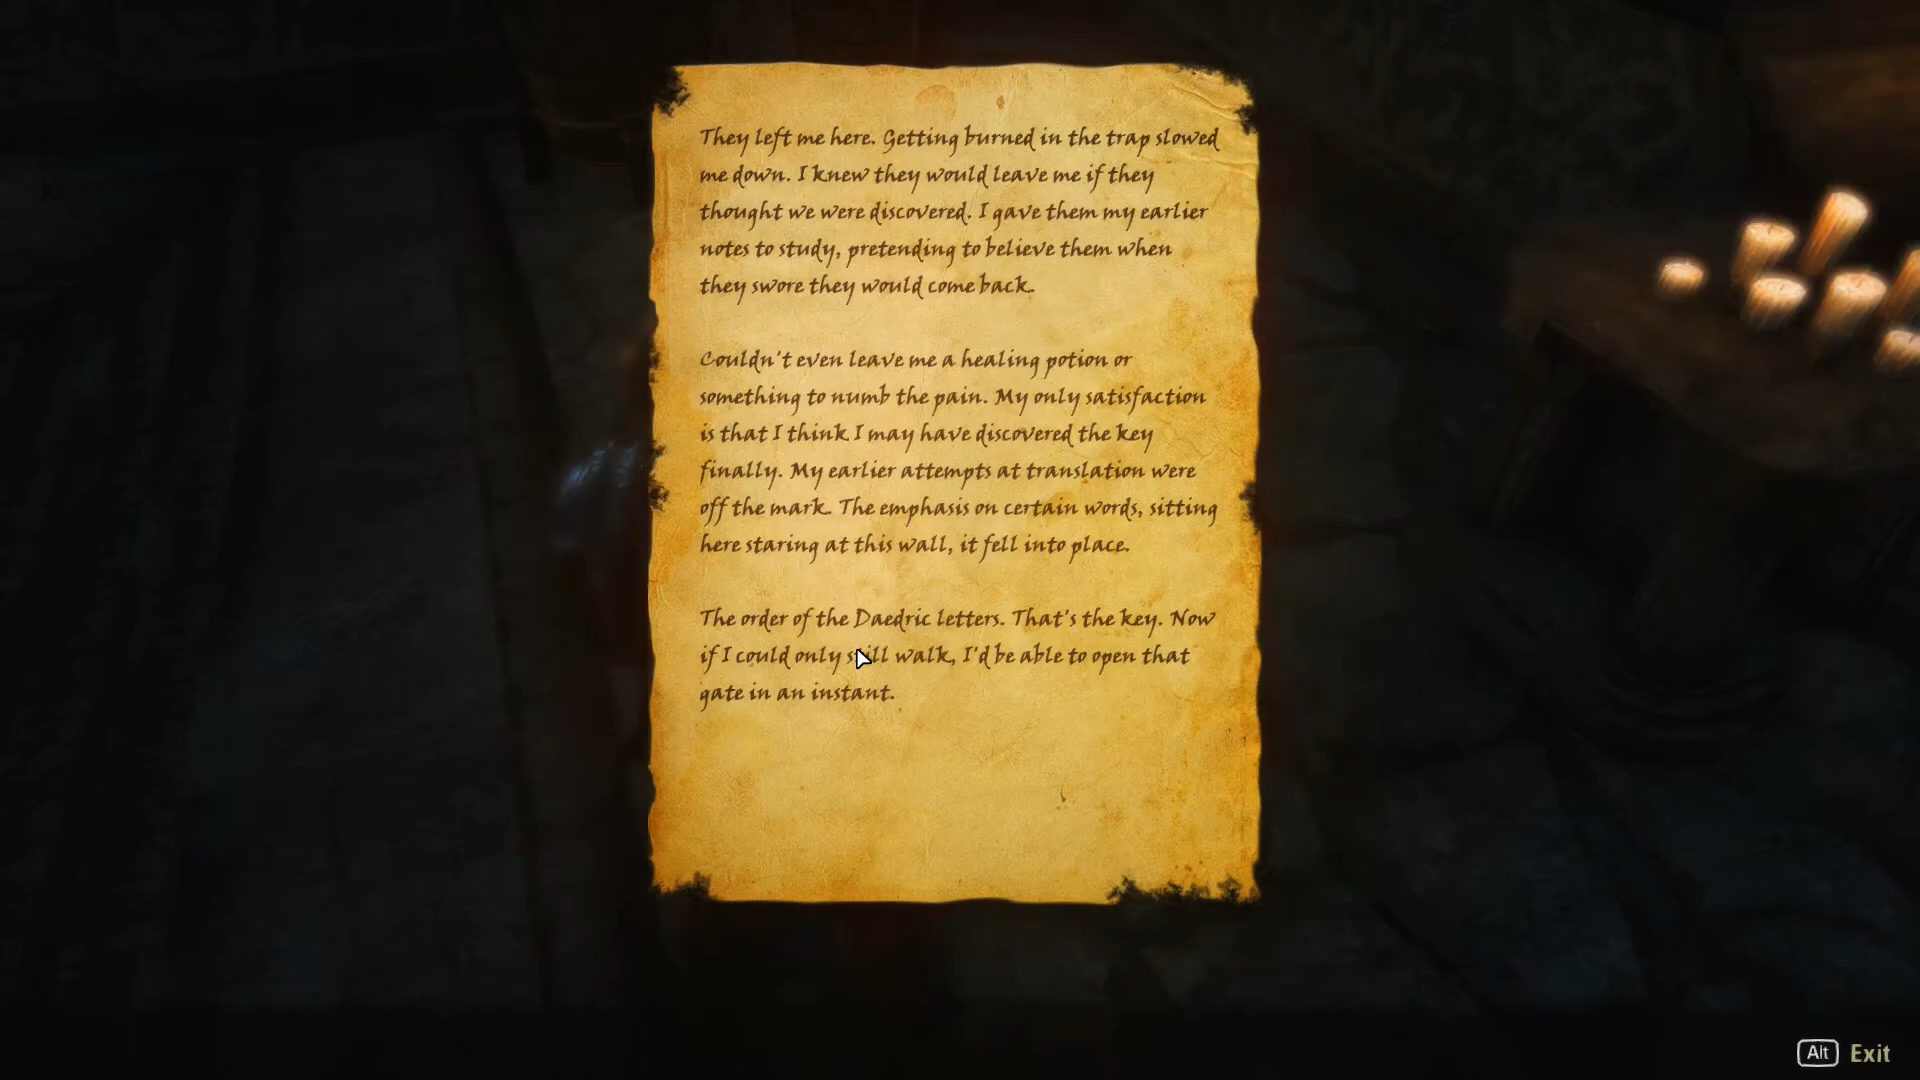 They left me here. Getting burned in the trap slowed
me down. I knew they would leave me if they
thought we were discovered. I gave them my earlier
notes to study, pretending to believe them when
they swore they would come back.
Couldn't even leave me a healing potion or
something to numb the pain. My only satisfaction
is that I think I may have discovered the key
finally. My earlier attempts at translation were
off the mark. The emphasis on certain words, sitting
here staring at this wall, it fell into place.
The order of the Daedric letters. That's the key. Now
if I could only still walk, I'd be able to open that
gate in an instant.
Alt Exit